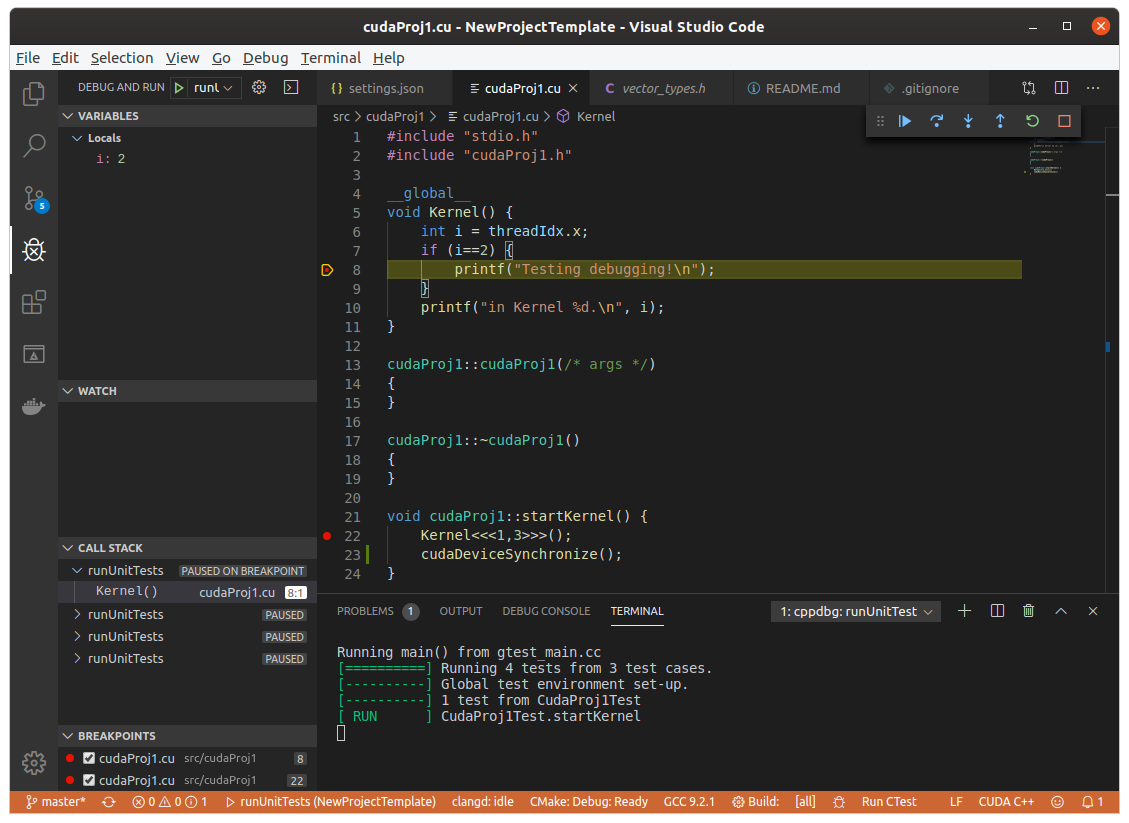 cudaProj1.cu - NewProjectTemplate - Visual Studio Code
File Edit Selection View Go Debug Terminal Help
DEBUG AND RUN runU
VARIABLES
Locals
i: 2
WATCH
CALL STACK
runUnitTests PAUSED ON BREAKPOINT
Kernel() cudaProj1.cu 8:1
runUnitTests PAUSED
runUnitTests PAUSED
runUnitTests PAUSED
BREAKPOINTS
cudaProj1.cu src/cudaProj1 8
cudaProj1.cu src/cudaProj1 22
5
{} settings.json cudaProj1.cu C vector_types.h README.md .gitignore
src > cudaProj1 > cudaProj1.cu > Kernel
1 #include "stdio.h"
2 #include "cudaProj1.h"
3
4 __global__
5 void Kernel() {
6 int i = threadIdx.x;
7 if (i==2) {
8 printf("Testing debugging!\n");
9 }
10 printf("in Kernel %d.\n", i);
11 }
12
13 cudaProj1::cudaProj1(/* args */)
14 {
15 }
16
17 cudaProj1::~cudaProj1()
18 {
19 }
20
21 void cudaProj1::startKernel() {
22 Kernel<<<1,3>>>();
23 cudaDeviceSynchronize();
24 }
PROBLEMS 1 OUTPUT DEBUG CONSOLE TERMINAL 1: cppdbg: runUnitTest
Running main() from gtest_main.cc
[==========] Running 4 tests from 3 test cases.
[----------] Global test environment set-up.
[----------] 1 test from CudaProj1Test
[ RUN      ] CudaProj1Test.startKernel
master* 0 0 1 runUnitTests (NewProjectTemplate) clangd: idle CMake: Debug: Ready GCC 9.2.1 Build: [all] Run CTest LF CUDA C++ 1